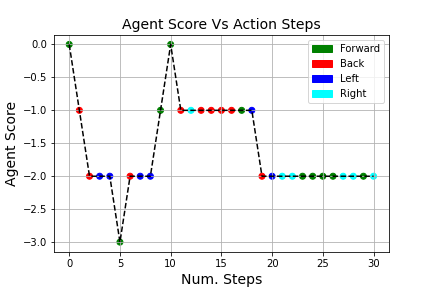 Agent Score Vs Action Steps
Agent Score
0.0
−0.5
−1.0
−1.5
−2.0
−2.5
−3.0
Forward
Back
Left
Right
0 5 10 15 20 25 30
Num. Steps